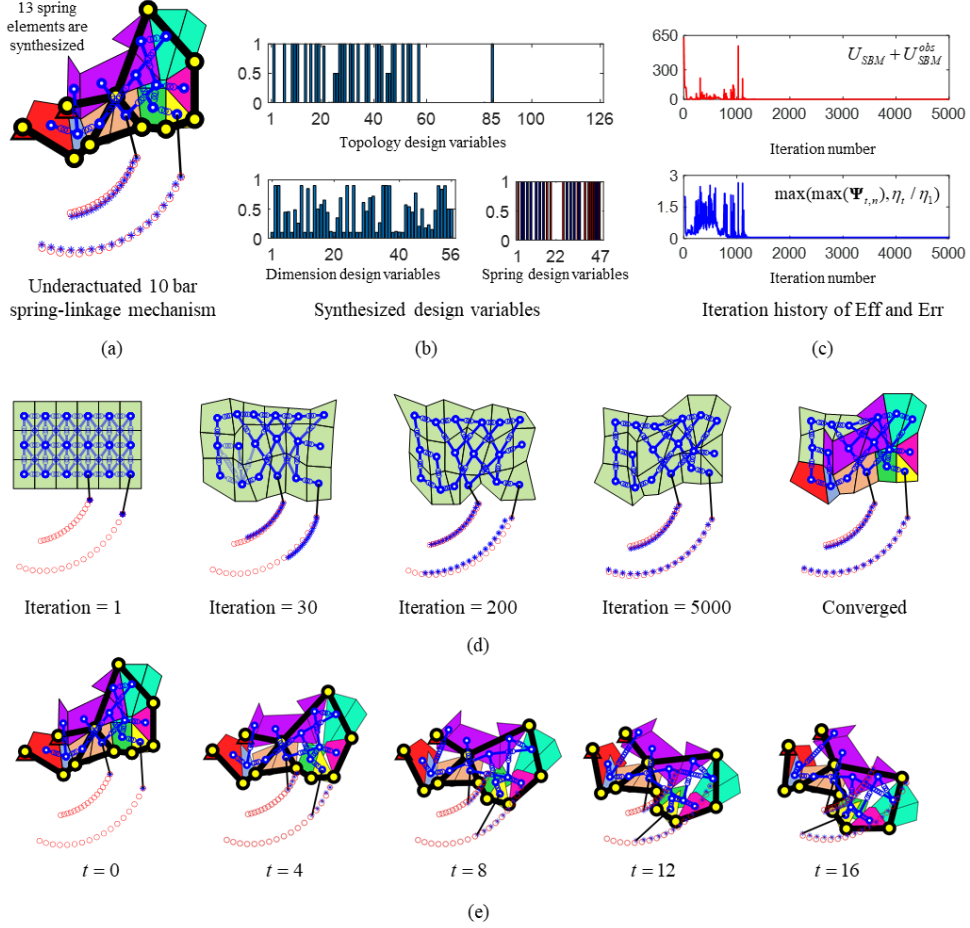 13 spring
elements are
synthesized
Underactuated 10 bar
spring-linkage mechanism
(a)
1
0.5
0
1 20 40 60 85 100 126
Topology design variables
1
0.5
0
1 20 40 56
Dimension design variables
1
0.5
0
1 22 47
Spring design variables
Synthesized design variables
(b)
650
300
0
U_SBM + U_SBM^obs
0 1000 2000 3000 4000 5000
Iteration number
3
1.5
0
max(max(Ψ_t,n), η_t / η_1)
0 1000 2000 3000 4000 5000
Iteration number
Iteration history of Eff and Err
(c)
Iteration = 1
Iteration = 30
Iteration = 200
Iteration = 5000
Converged
(d)
t = 0
t = 4
t = 8
t = 12
t = 16
(e)